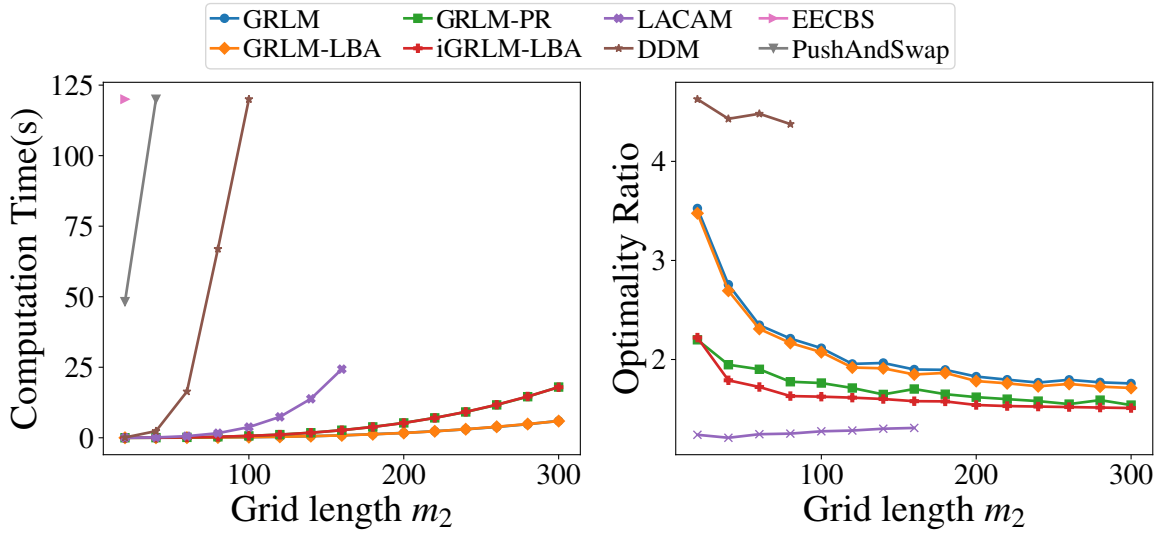 GRLM GRLM-PR LACAM EECBS
GRLM-LBA iGRLM-LBA DDM PushAndSwap
Computation Time(s)
125
100
75
50
25
0
100 200 300
Grid length m₂
Optimality Ratio
4
3
2
100 200 300
Grid length m₂